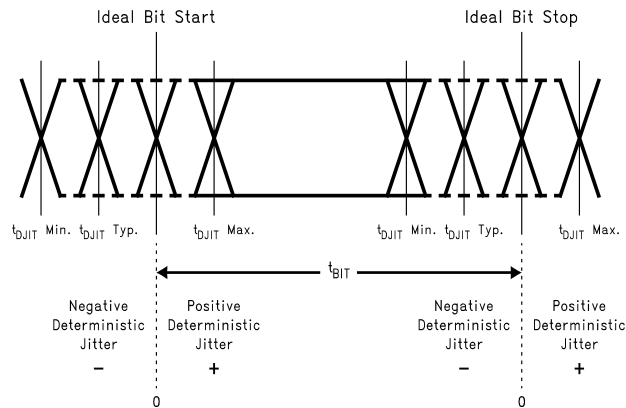 Ideal Bit Start
Ideal Bit Stop
tDJIT Min.
tDJIT Typ.
tDJIT Max.
tDJIT Min.
tDJIT Typ.
tDJIT Max.
tBIT
Negative
Deterministic
Jitter
−
Positive
Deterministic
Jitter
+
Negative
Deterministic
Jitter
−
Positive
Deterministic
Jitter
+
0
0